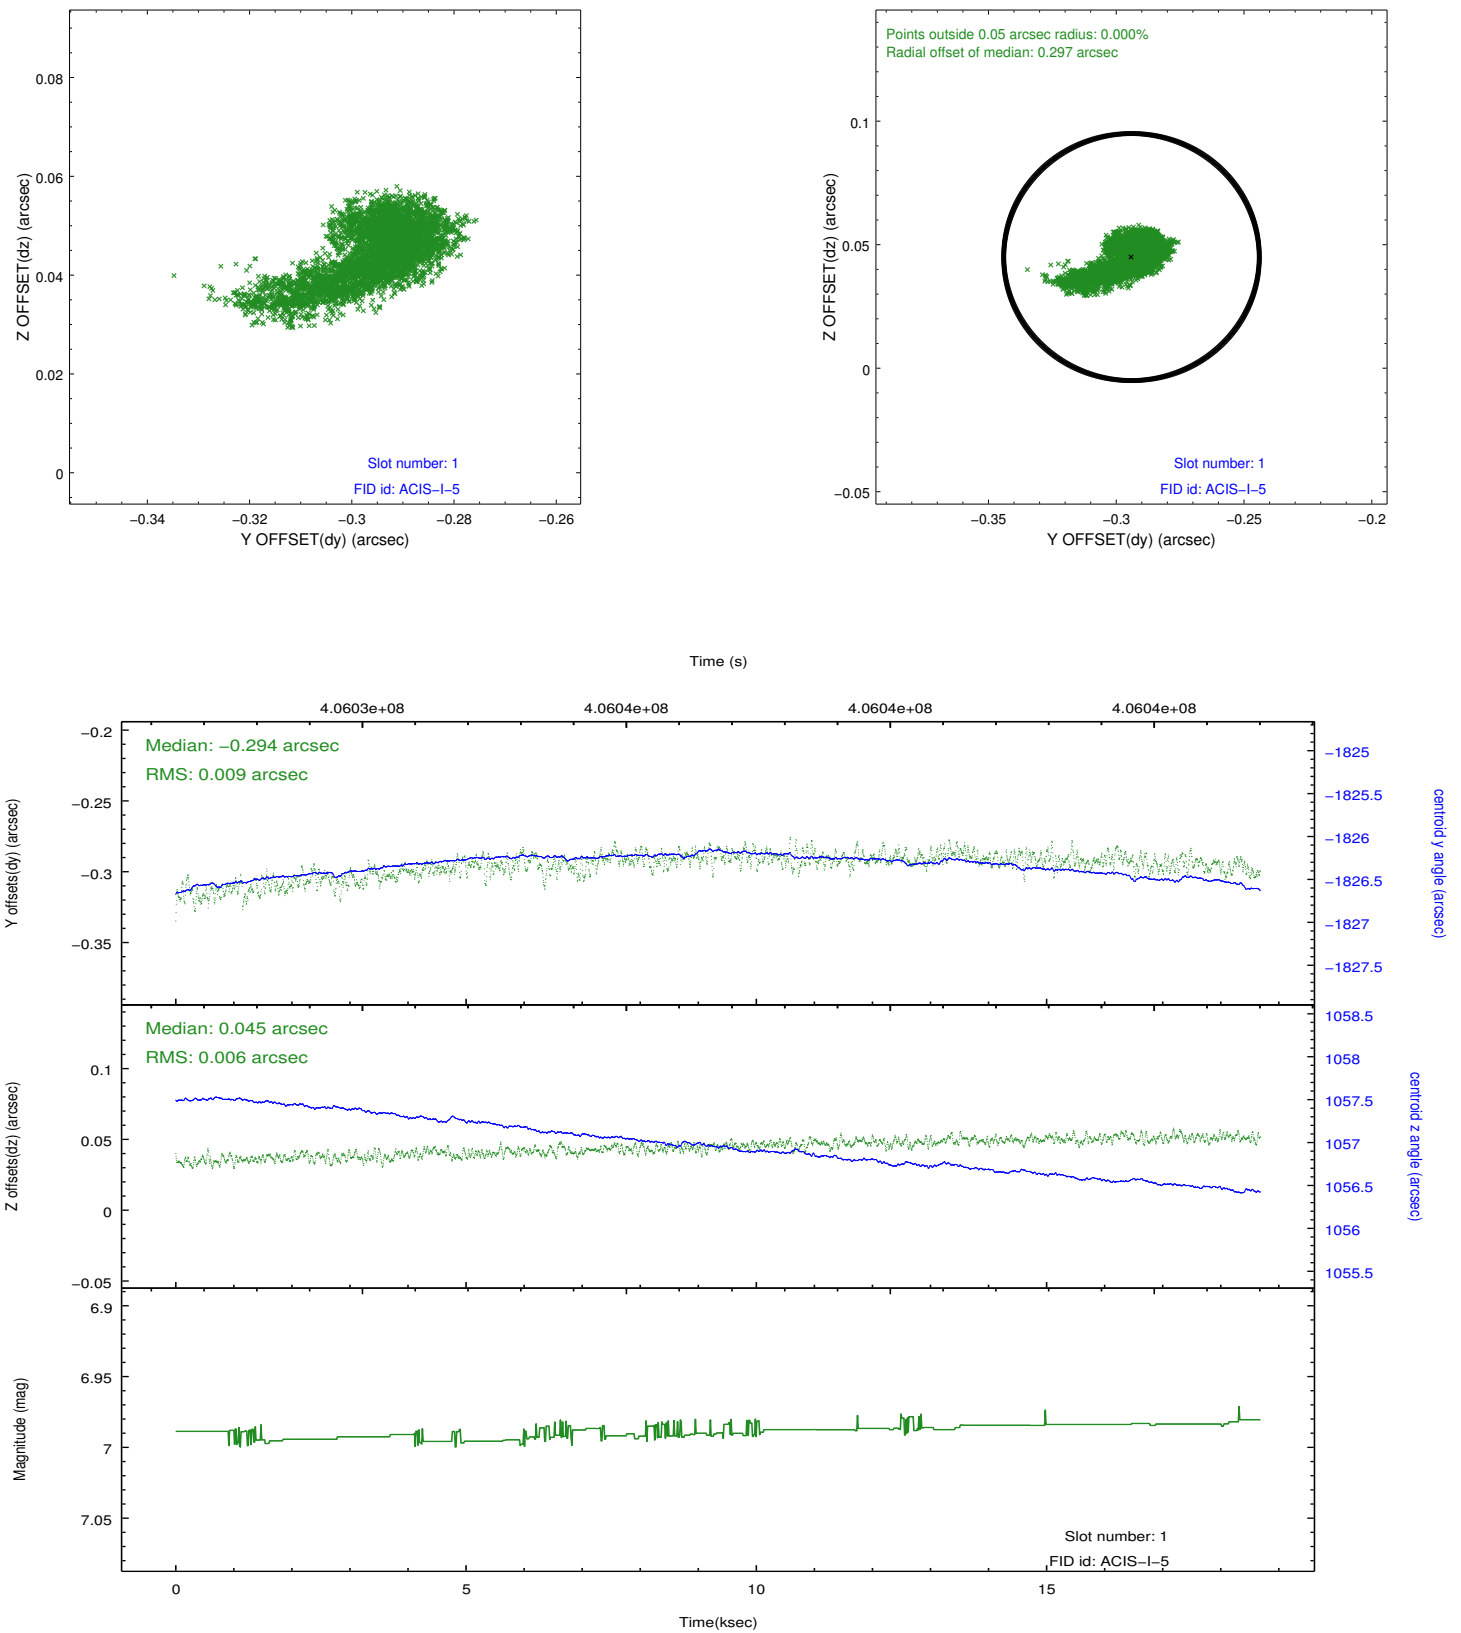 0.08
0.06
0.04
0.02
0
Z OFFSET(dz) (arcsec)
Slot number: 1
FID id: ACIS−I−5
−0.34 −0.32 −0.3 −0.28 −0.26
Y OFFSET(dy) (arcsec)
Points outside 0.05 arcsec radius: 0.000%
Radial offset of median: 0.297 arcsec
0.1
0.05
0
−0.05
Z OFFSET(dz) (arcsec)
Slot number: 1
FID id: ACIS−I−5
−0.35 −0.3 −0.25 −0.2
Y OFFSET(dy) (arcsec)
Time (s)
4.0603e+08 4.0604e+08 4.0604e+08 4.0604e+08
Median: −0.294 arcsec
RMS: 0.009 arcsec
−0.2
−0.25
−0.3
−0.35
Y offsets(dy) (arcsec)
−1825
−1825.5
−1826
−1826.5
−1827
−1827.5
centroid y angle (arcsec)
Median: 0.045 arcsec
RMS: 0.006 arcsec
0.1
0.05
0
−0.05
Z offsets(dz) (arcsec)
1058.5
1058
1057.5
1057
1056.5
1056
1055.5
centroid z angle (arcsec)
6.9
6.95
7
7.05
Magnitude (mag)
Slot number: 1
FID id: ACIS−I−5
0 5 10 15
Time(ksec)